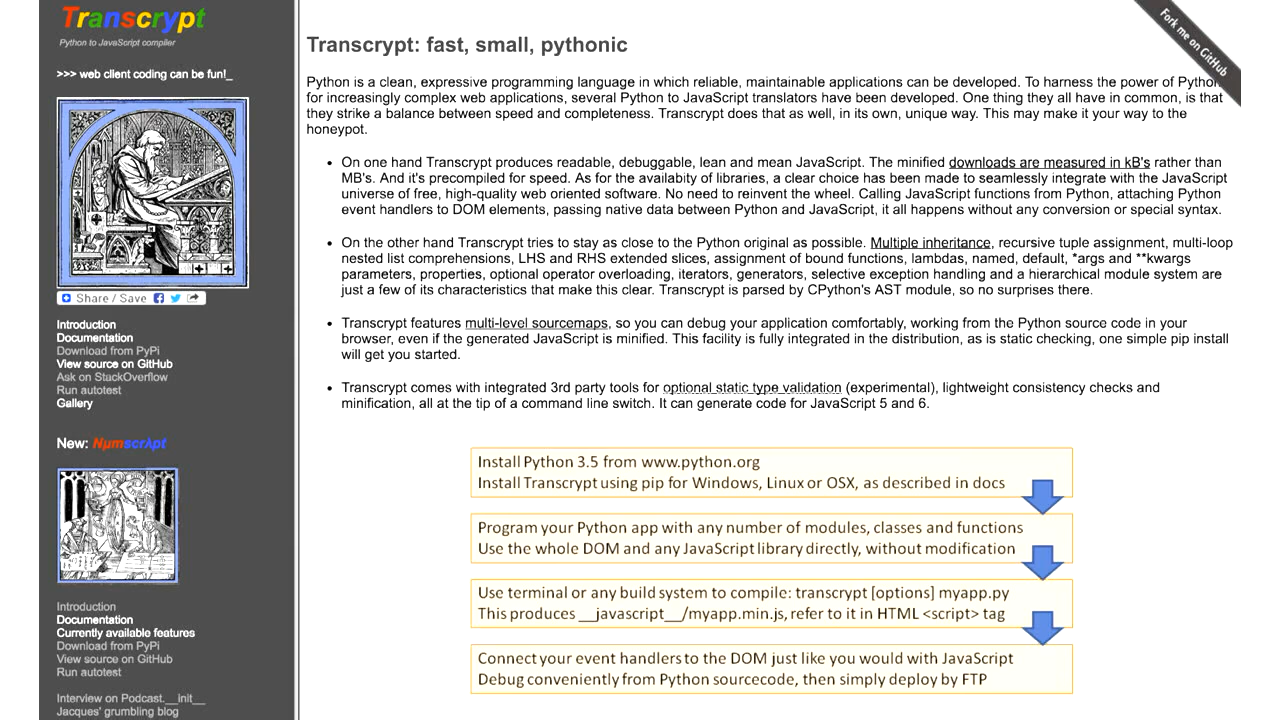 Transcrypt
Python to JavaScript compiler
>>> web client coding can be fun!_
Share / Save
Introduction
Documentation
Download from PyPi
View source on GitHub
Ask on StackOverflow
Run autotest
Gallery
New: Nμmscrλpt
Introduction
Documentation
Currently available features
Download from PyPi
View source on GitHub
Run autotest
Interview on Podcast.__init__
Jacques' grumbling blog
Fork me on GitHub
Transcrypt: fast, small, pythonic
Python is a clean, expressive programming language in which reliable, maintainable applications can be developed. To harness the power of Python
for increasingly complex web applications, several Python to JavaScript translators have been developed. One thing they all have in common, is that
they strike a balance between speed and completeness. Transcrypt does that as well, in its own, unique way. This may make it your way to the
honeypot.
• On one hand Transcrypt produces readable, debuggable, lean and mean JavaScript. The minified downloads are measured in kB's rather than
MB's. And it's precompiled for speed. As for the availabity of libraries, a clear choice has been made to seamlessly integrate with the JavaScript
universe of free, high-quality web oriented software. No need to reinvent the wheel. Calling JavaScript functions from Python, attaching Python
event handlers to DOM elements, passing native data between Python and JavaScript, it all happens without any conversion or special syntax.
• On the other hand Transcrypt tries to stay as close to the Python original as possible. Multiple inheritance, recursive tuple assignment, multi-loop
nested list comprehensions, LHS and RHS extended slices, assignment of bound functions, lambdas, named, default, *args and **kwargs
parameters, properties, optional operator overloading, iterators, generators, selective exception handling and a hierarchical module system are
just a few of its characteristics that make this clear. Transcrypt is parsed by CPython's AST module, so no surprises there.
• Transcrypt features multi-level sourcemaps, so you can debug your application comfortably, working from the Python source code in your
browser, even if the generated JavaScript is minified. This facility is fully integrated in the distribution, as is static checking, one simple pip install
will get you started.
• Transcrypt comes with integrated 3rd party tools for optional static type validation (experimental), lightweight consistency checks and
minification, all at the tip of a command line switch. It can generate code for JavaScript 5 and 6.
Install Python 3.5 from www.python.org
Install Transcrypt using pip for Windows, Linux or OSX, as described in docs
Program your Python app with any number of modules, classes and functions
Use the whole DOM and any JavaScript library directly, without modification
Use terminal or any build system to compile: transcrypt [options] myapp.py
This produces __javascript__/myapp.min.js, refer to it in HTML <script> tag
Connect your event handlers to the DOM just like you would with JavaScript
Debug conveniently from Python sourcecode, then simply deploy by FTP